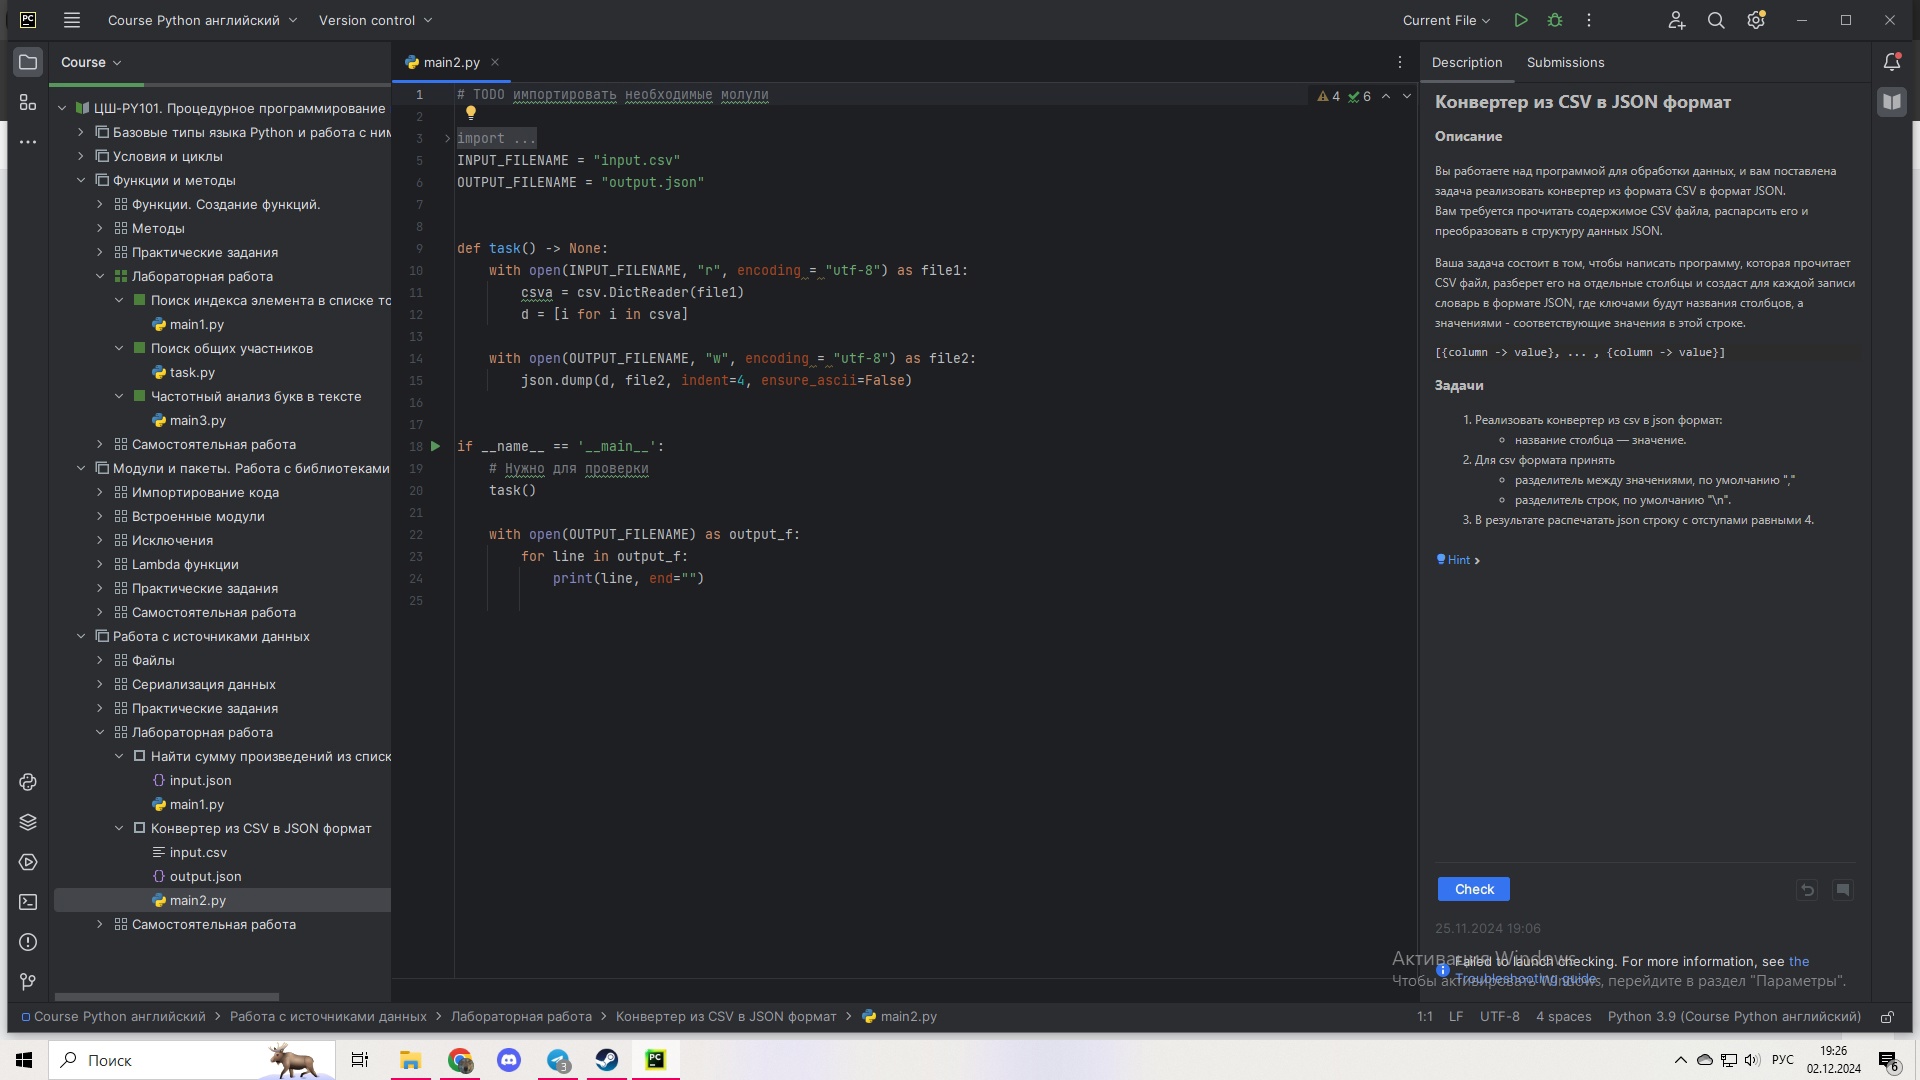 PC
Course Python английский
Version control
Current File
Course
ЦШ-PY101. Процедурное программирование
Базовые типы языка Python и работа с ним
Условия и циклы
Функции и методы
Функции. Создание функций.
Методы
Практические задания
Лабораторная работа
Поиск индекса элемента в списке то
main1.py
Поиск общих участников
task.py
Частотный анализ букв в тексте
main3.py
Самостоятельная работа
Модули и пакеты. Работа с библиотеками
Импортирование кода
Встроенные модули
Исключения
Lambda функции
Практические задания
Самостоятельная работа
Работа с источниками данных
Файлы
Сериализация данных
Практические задания
Лабораторная работа
Найти сумму произведений из списк
input.json
main1.py
Конвертер из CSV в JSON формат
input.csv
output.json
main2.py
Самостоятельная работа
main2.py
4 6
1 # TODO импортировать необходимые молули
2
3 import ...
5 INPUT_FILENAME = "input.csv"
6 OUTPUT_FILENAME = "output.json"
7
8
9 def task() -> None:
10 with open(INPUT_FILENAME, "r", encoding = "utf-8") as file1:
11 csva = csv.DictReader(file1)
12 d = [i for i in csva]
13
14 with open(OUTPUT_FILENAME, "w", encoding = "utf-8") as file2:
15 json.dump(d, file2, indent=4, ensure_ascii=False)
16
17
18 if __name__ == '__main__':
19 # Нужно для проверки
20 task()
21
22 with open(OUTPUT_FILENAME) as output_f:
23 for line in output_f:
24 print(line, end="")
25
Description Submissions
Конвертер из CSV в JSON формат
Описание
Вы работаете над программой для обработки данных, и вам поставлена
задача реализовать конвертер из формата CSV в формат JSON.
Вам требуется прочитать содержимое CSV файла, распарсить его и
преобразовать в структуру данных JSON.
Ваша задача состоит в том, чтобы написать программу, которая прочитает
CSV файл, разберет его на отдельные столбцы и создаст для каждой записи
словарь в формате JSON, где ключами будут названия столбцов, а
значениями - соответствующие значения в этой строке.
[{column -> value}, ... , {column -> value}]
Задачи
1. Реализовать конвертер из csv в json формат:
название столбца — значение.
2. Для csv формата принять
разделитель между значениями, по умолчанию ","
разделитель строк, по умолчанию "\n".
3. В результате распечатать json строку с отступами равными 4.
Hint
Check
25.11.2024 19:06
Failed to launch checking. For more information, see the
Troubleshooting guide
Активация Windows
Чтобы активировать Windows, перейдите в раздел "Параметры".
Course Python английский > Работа с источниками данных > Лабораторная работа > Конвертер из CSV в JSON формат > main2.py
1:1 LF UTF-8 4 spaces Python 3.9 (Course Python английский)
Поиск
3
PC
РУС
19:26
02.12.2024
6